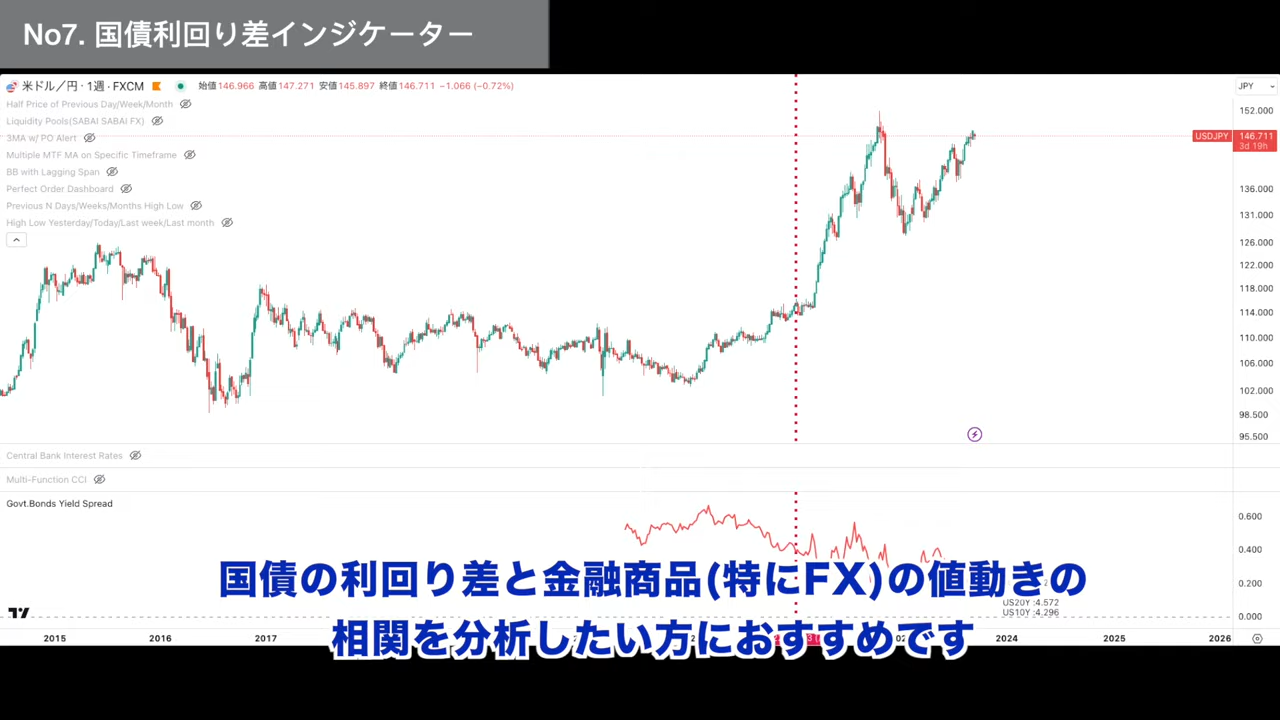 No7. 国債利回り差インジケーター
米ドル／円 · 1週 · FXCM 始値146.966 高値147.271 安値145.897 終値146.711 −1.066 (−0.72%)
JPY
Half Price of Previous Day/Week/Month
Liquidity Pools(SABAI SABAI FX)
3MA w/ PO Alert
Multiple MTF MA on Specific Timeframe
BB with Lagging Span
Perfect Order Dashboard
Previous N Days/Weeks/Months High Low
High Low Yesterday/Today/Last week/Last month
152.000
USDJPY 146.711
3d 19h
136.000
131.000
126.000
122.000
118.000
114.000
110.000
106.000
102.000
98.500
95.500
Central Bank Interest Rates
Multi-Function CCI
Govt.Bonds Yield Spread
0.600
0.400
0.200
0.000
国債の利回り差と金融商品(特にFX)の値動きの
相関を分析したい方におすすめです
US20Y :4.572
US10Y :4.296
2015 2016 2017 2024 2025 2026